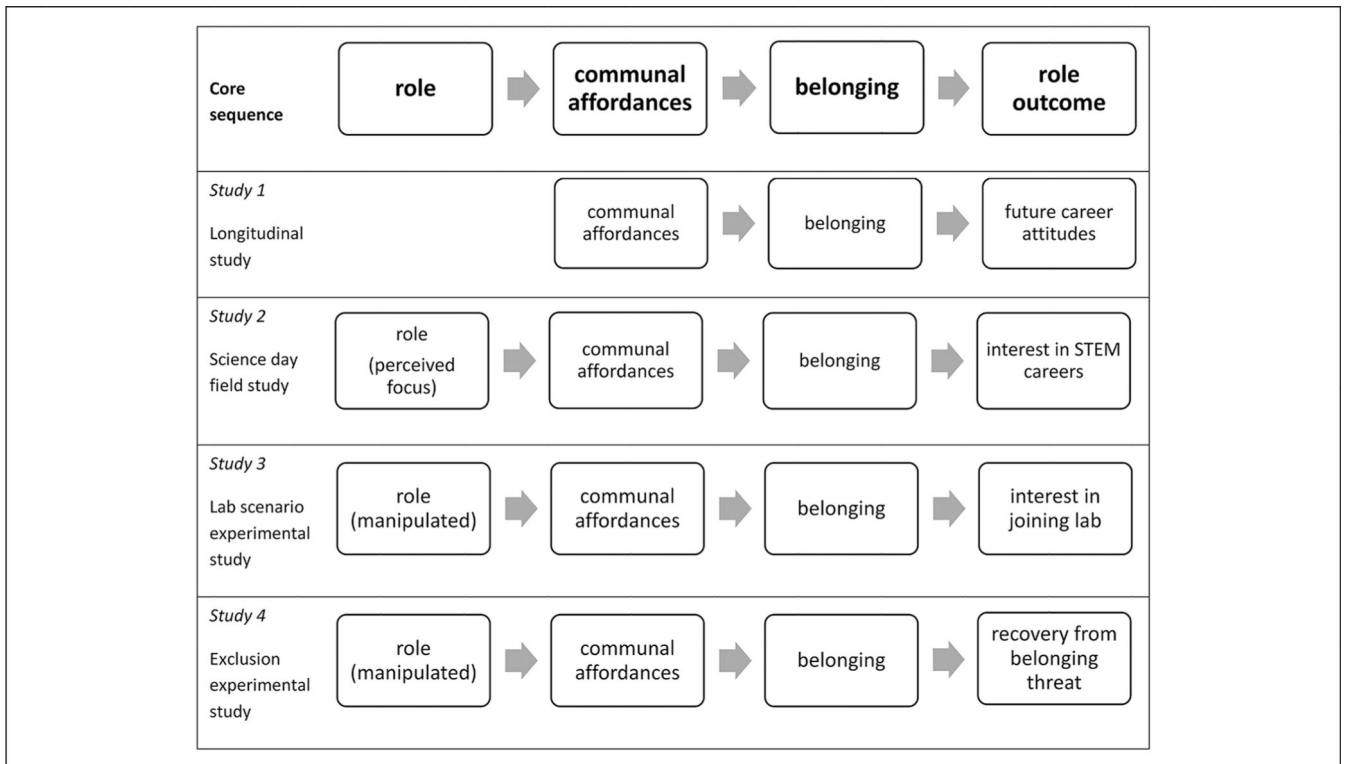 Core
sequence
role
communal
affordances
belonging
role
outcome
Study 1
Longitudinal
study
communal
affordances
belonging
future career
attitudes
Study 2
Science day
field study
role
(perceived
focus)
communal
affordances
belonging
interest in STEM
careers
Study 3
Lab scenario
experimental
study
role
(manipulated)
communal
affordances
belonging
interest in
joining lab
Study 4
Exclusion
experimental
study
role
(manipulated)
communal
affordances
belonging
recovery from
belonging
threat